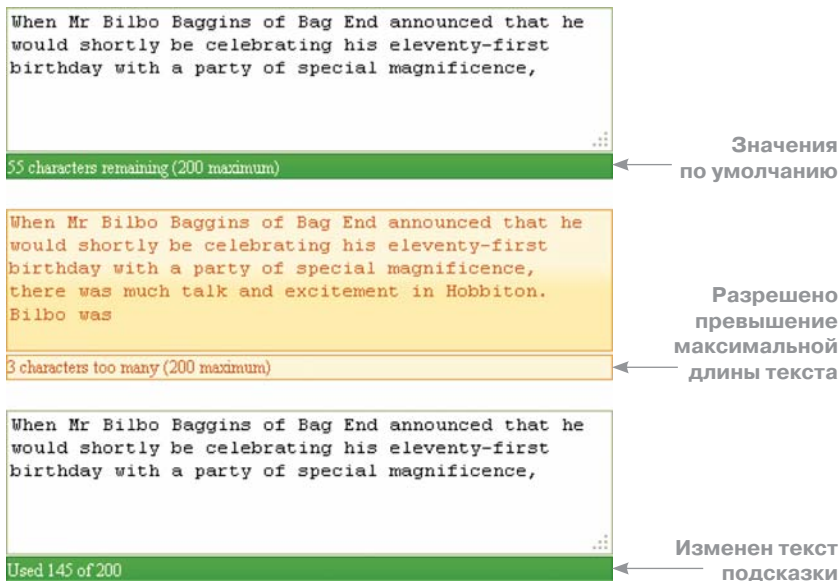 When Mr Bilbo Baggins of Bag End announced that he
would shortly be celebrating his eleventy-first
birthday with a party of special magnificence,
55 characters remaining (200 maximum)
Значения
по умолчанию
When Mr Bilbo Baggins of Bag End announced that he
would shortly be celebrating his eleventy-first
birthday with a party of special magnificence,
there was much talk and excitement in Hobbiton.
Bilbo was
3 characters too many (200 maximum)
Разрешено
превышение
максимальной
длины текста
When Mr Bilbo Baggins of Bag End announced that he
would shortly be celebrating his eleventy-first
birthday with a party of special magnificence,
Used 145 of 200
Изменен текст
подсказки